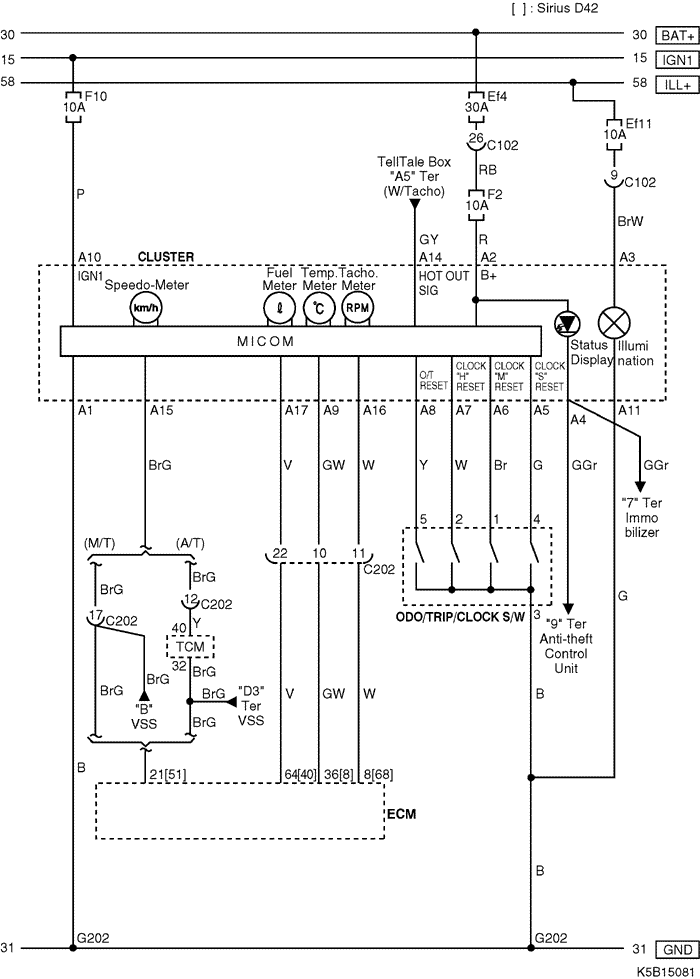 [ ] : Sirius D42
30 30 BAT+
15 15 IGN1
58 58 ILL+
F10
10A
Ef4
30A
Ef11
10A
26
C102
9
C102
TellTale Box
"A5" Ter
(W/Tacho)
RB
F2
10A
P
BrW
GY
R
A10
CLUSTER
A14
A2
A3
IGN1
Speedo-Meter
Fuel
Meter
Temp.
Meter
Tacho.
Meter
HOT OUT
SIG
B+
km/h
ℓ
°C
RPM
MICOM
Status
Display
Illumi
nation
O/T
RESET
CLOCK
"H"
RESET
CLOCK
"M"
RESET
CLOCK
"S"
RESET
A1 A15 A17 A9 A16 A8 A7 A6 A5 A4 A11
BrG V GW W Y W Br G GGr GGr
"7" Ter
Immo
bilizer
5 2 1 4
(M/T) (A/T)
22 10 11
C202
BrG
BrG
12
C202
17
C202
Y
40
TCM
32
G
ODO/TRIP/CLOCK S/W
3
"9" Ter
Anti-theft
Control
Unit
BrG
BrG
BrG
BrG
"D3"
Ter
VSS
"B"
VSS
BrG
V GW W B
B
21[51] 64[40] 36[8] 8[68]
ECM
B
G202 G202
31 31 GND
K5B15081